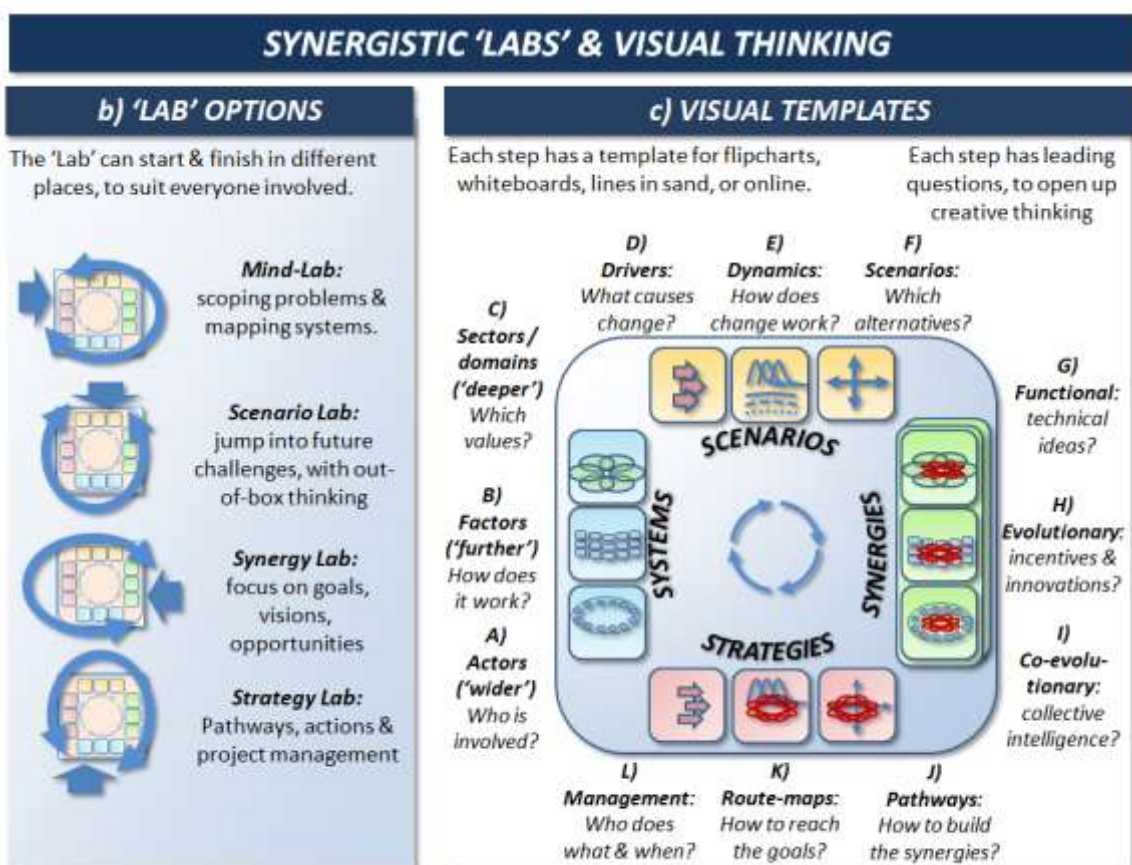 SYNERGISTIC ‘LABS’ & VISUAL THINKING
b) ‘LAB’ OPTIONS
The ‘Lab’ can start & finish in different
places, to suit everyone involved.
Mind-Lab:
scoping problems &
mapping systems.
Scenario Lab:
jump into future
challenges, with out-
of-box thinking
Synergy Lab:
focus on goals,
visions,
opportunities
Strategy Lab:
Pathways, actions &
project management
c) VISUAL TEMPLATES
Each step has a template for flipcharts,
whiteboards, lines in sand, or online.
Each step has leading
questions, to open up
creative thinking
A)
Actors
(‘wider’)
Who is
involved?
B)
Factors
(‘further’)
How does
it work?
C)
Sectors /
domains
(‘deeper’)
Which
values?
D)
Drivers:
What causes
change?
E)
Dynamics:
How does
change work?
F)
Scenarios:
Which
alternatives?
G)
Functional:
technical
ideas?
H)
Evolutionary:
incentives &
innovations?
I)
Co-evolu-
tionary:
collective
intelligence?
J)
Pathways:
How to build
the synergies?
K)
Route-maps:
How to reach
the goals?
L)
Management:
Who does
what & when?
SYSTEMS
SCENARIOS
SYNERGIES
STRATEGIES